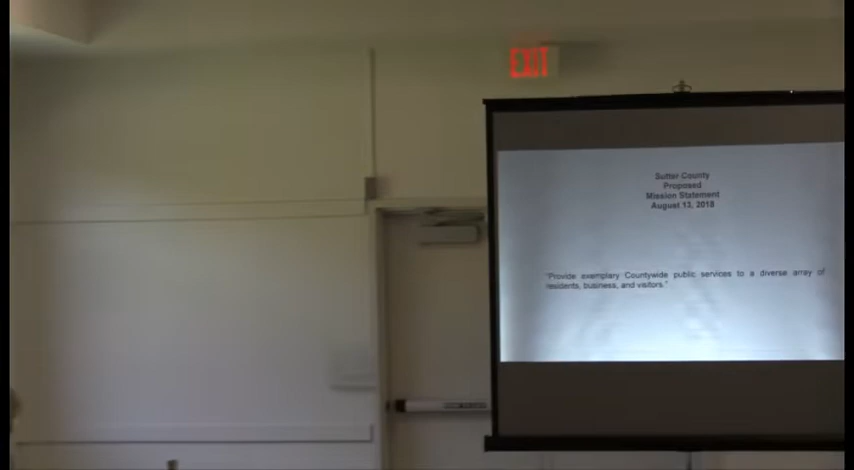 EXIT
Sutter County
Proposed
Mission Statement
August 13, 2018
"Provide exemplary Countywide public services to a diverse array of
residents, business, and visitors."